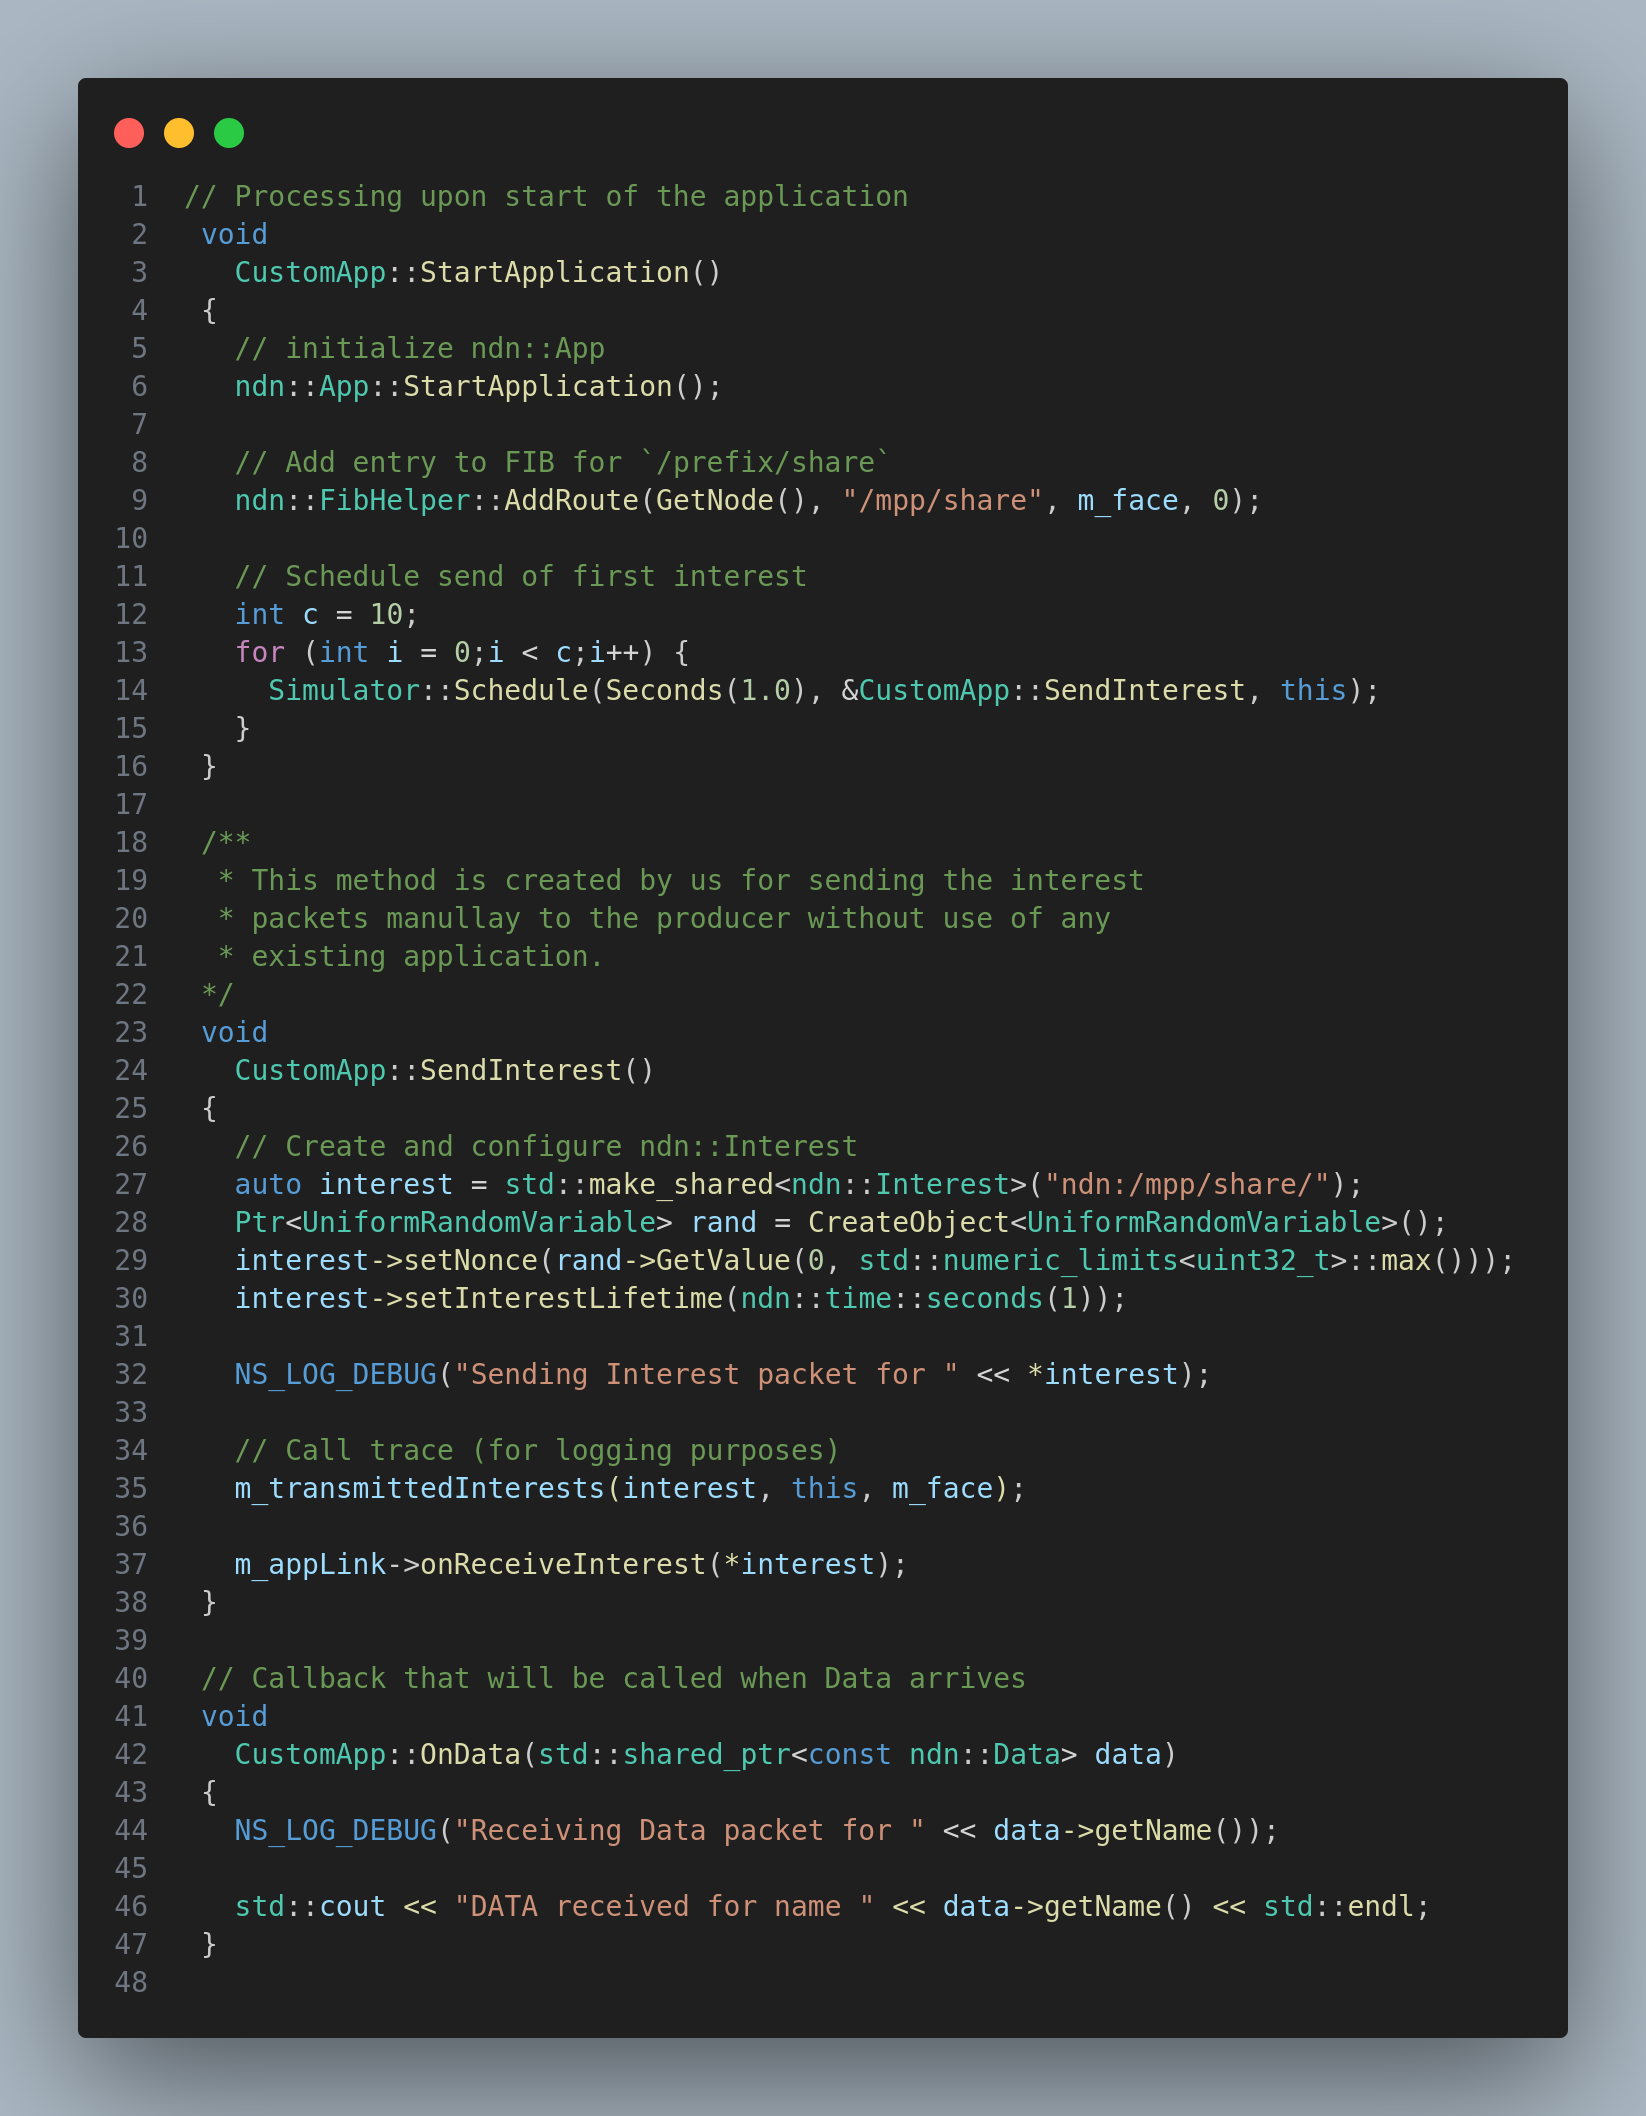 1 // Processing upon start of the application
2 void
3 CustomApp::StartApplication()
4 {
5 // initialize ndn::App
6 ndn::App::StartApplication();
7
8 // Add entry to FIB for `/prefix/share`
9 ndn::FibHelper::AddRoute(GetNode(), "/mpp/share", m_face, 0);
10
11 // Schedule send of first interest
12 int c = 10;
13 for (int i = 0;i < c;i++) {
14 Simulator::Schedule(Seconds(1.0), &CustomApp::SendInterest, this);
15 }
16 }
17
18 /**
19 * This method is created by us for sending the interest
20 * packets manullay to the producer without use of any
21 * existing application.
22 */
23 void
24 CustomApp::SendInterest()
25 {
26 // Create and configure ndn::Interest
27 auto interest = std::make_shared<ndn::Interest>("ndn:/mpp/share/");
28 Ptr<UniformRandomVariable> rand = CreateObject<UniformRandomVariable>();
29 interest->setNonce(rand->GetValue(0, std::numeric_limits<uint32_t>::max()));
30 interest->setInterestLifetime(ndn::time::seconds(1));
31
32 NS_LOG_DEBUG("Sending Interest packet for " << *interest);
33
34 // Call trace (for logging purposes)
35 m_transmittedInterests(interest, this, m_face);
36
37 m_appLink->onReceiveInterest(*interest);
38 }
39
40 // Callback that will be called when Data arrives
41 void
42 CustomApp::OnData(std::shared_ptr<const ndn::Data> data)
43 {
44 NS_LOG_DEBUG("Receiving Data packet for " << data->getName());
45
46 std::cout << "DATA received for name " << data->getName() << std::endl;
47 }
48